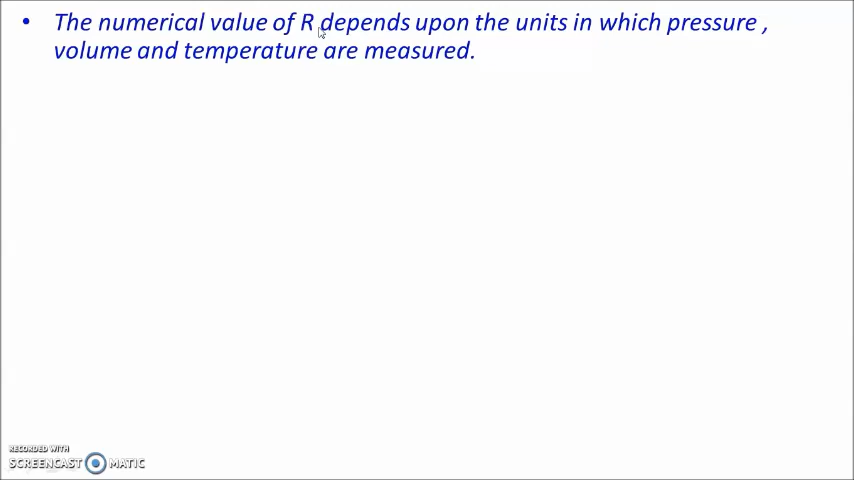 • The numerical value of R depends upon the units in which pressure ,
volume and temperature are measured.
RECORDED WITH
SCREENCAST MATIC